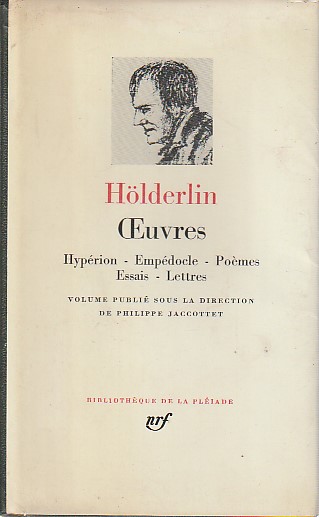 Hölderlin
Œuvres
Hypérion - Empédocle - Poèmes
Essais - Lettres
VOLUME PUBLIÉ SOUS LA DIRECTION
DE PHILIPPE JACCOTTET
BIBLIOTHÈQUE DE LA PLÉIADE
nrf